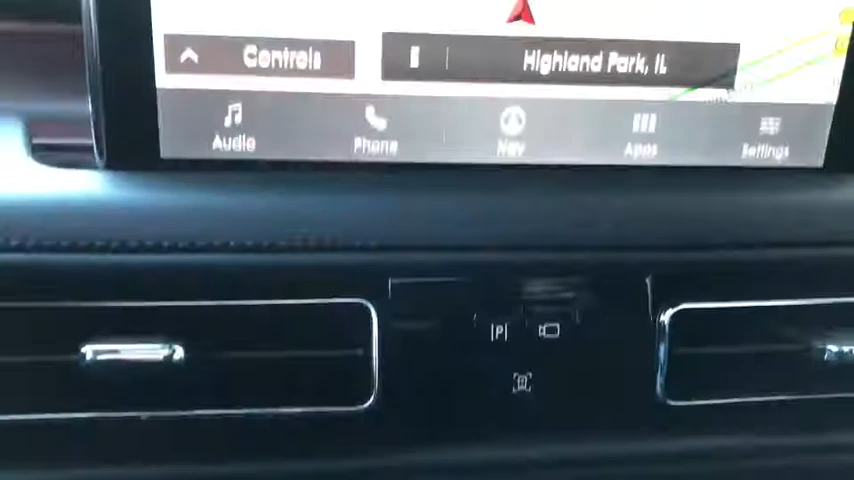 Controls
Highland Park, IL
Audio
Phone
Nav
Apps
Settings
P